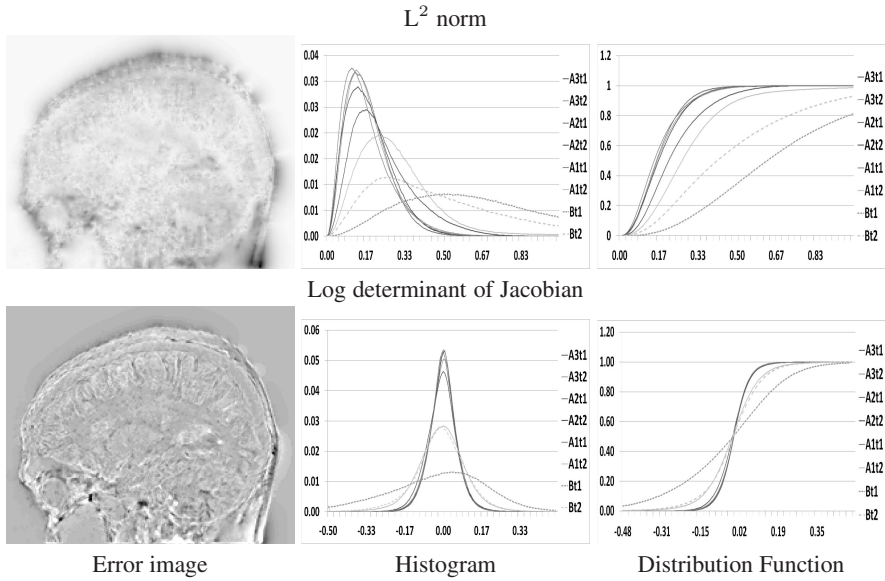 L² norm
0.04
0.03
0.03
0.02
0.02
0.01
0.01
0.00
0.00 0.17 0.33 0.50 0.67 0.83
A3t1
A3t2
A2t1
A2t2
A1t1
A1t2
Bt1
Bt2
1.2
1
0.8
0.6
0.4
0.2
0
0.00 0.17 0.33 0.50 0.67 0.83
A3t1
A3t2
A2t1
A2t2
A1t1
A1t2
Bt1
Bt2
Log determinant of Jacobian
0.06
0.05
0.04
0.03
0.02
0.01
0.00
-0.50 -0.33 -0.17 0.00 0.17 0.33
A3t1
A3t2
A2t1
A2t2
A1t1
A1t2
Bt1
Bt2
1.20
1.00
0.80
0.60
0.40
0.20
0.00
-0.48 -0.31 -0.15 0.02 0.19 0.35
A3t1
A3t2
A2t1
A2t2
A1t1
A1t2
Bt1
Bt2
Error image
Histogram
Distribution Function